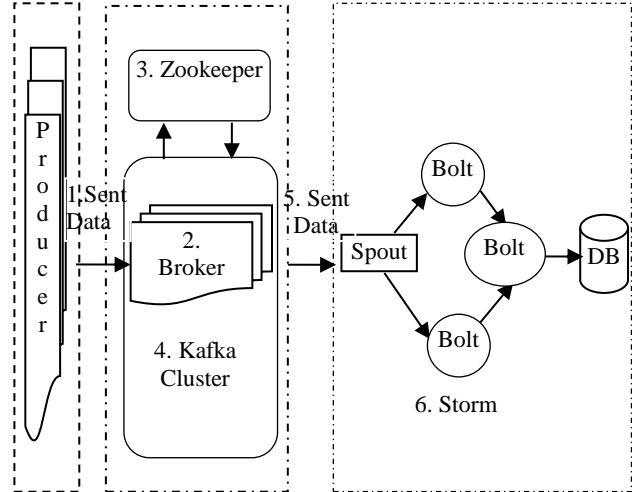 Producer
1.Sent
Data
3. Zookeeper
2.
Broker
4. Kafka
Cluster
5. Sent
Data
Spout
Bolt
Bolt
Bolt
DB
6. Storm